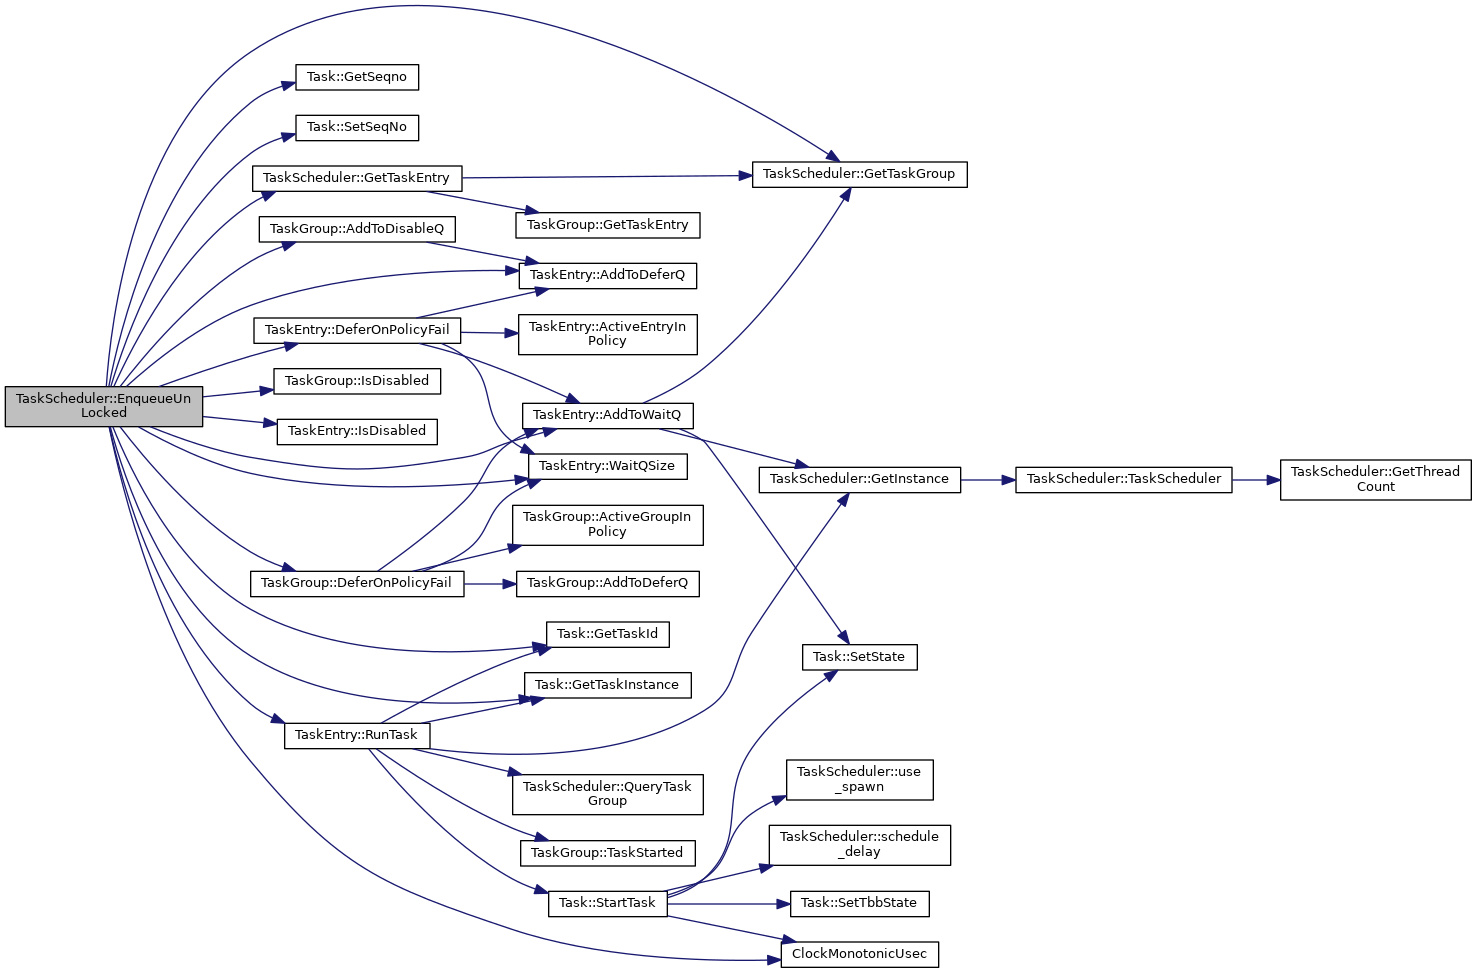 Task::GetSeqno
Task::SetSeqNo
TaskScheduler::GetTaskEntry
TaskScheduler::GetTaskGroup
TaskGroup::GetTaskEntry
TaskGroup::AddToDisableQ
TaskEntry::AddToDeferQ
TaskEntry::DeferOnPolicyFail
TaskEntry::ActiveEntryIn
Policy
TaskGroup::IsDisabled
TaskScheduler::EnqueueUn
Locked
TaskEntry::AddToWaitQ
TaskEntry::IsDisabled
TaskEntry::WaitQSize
TaskScheduler::GetInstance
TaskScheduler::TaskScheduler
TaskScheduler::GetThread
Count
TaskGroup::ActiveGroupIn
Policy
TaskGroup::DeferOnPolicyFail
TaskGroup::AddToDeferQ
Task::GetTaskId
Task::SetState
Task::GetTaskInstance
TaskEntry::RunTask
TaskScheduler::QueryTask
Group
TaskScheduler::use
_spawn
TaskGroup::TaskStarted
TaskScheduler::schedule
_delay
Task::StartTask
Task::SetTbbState
ClockMonotonicUsec